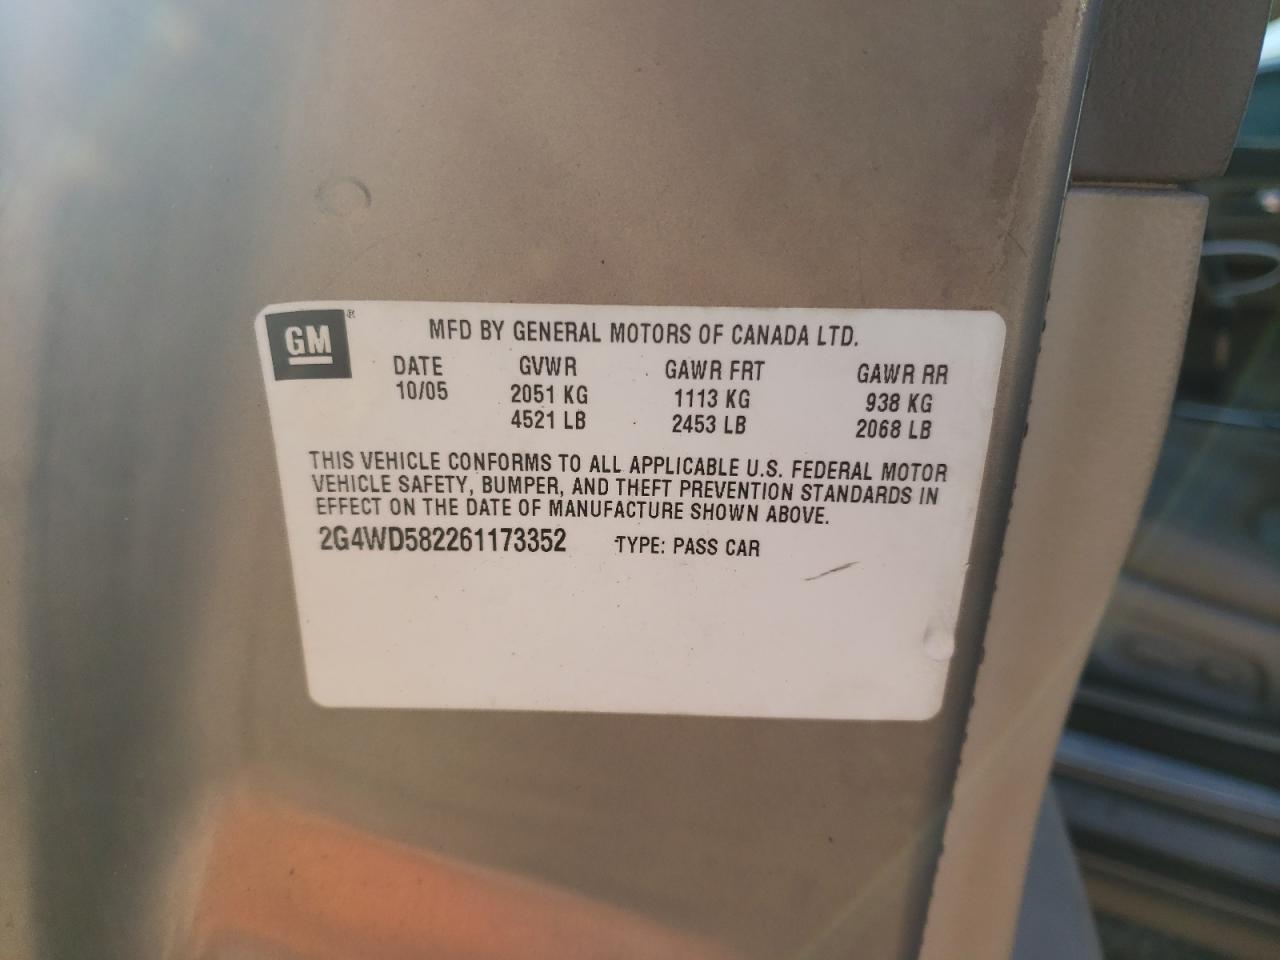 GM®
MFD BY GENERAL MOTORS OF CANADA LTD.
DATE GVWR GAWR FRT GAWR RR
10/05 2051 KG 1113 KG 938 KG
4521 LB 2453 LB 2068 LB
THIS VEHICLE CONFORMS TO ALL APPLICABLE U.S. FEDERAL MOTOR
VEHICLE SAFETY, BUMPER, AND THEFT PREVENTION STANDARDS IN
EFFECT ON THE DATE OF MANUFACTURE SHOWN ABOVE.
2G4WD582261173352 TYPE: PASS CAR